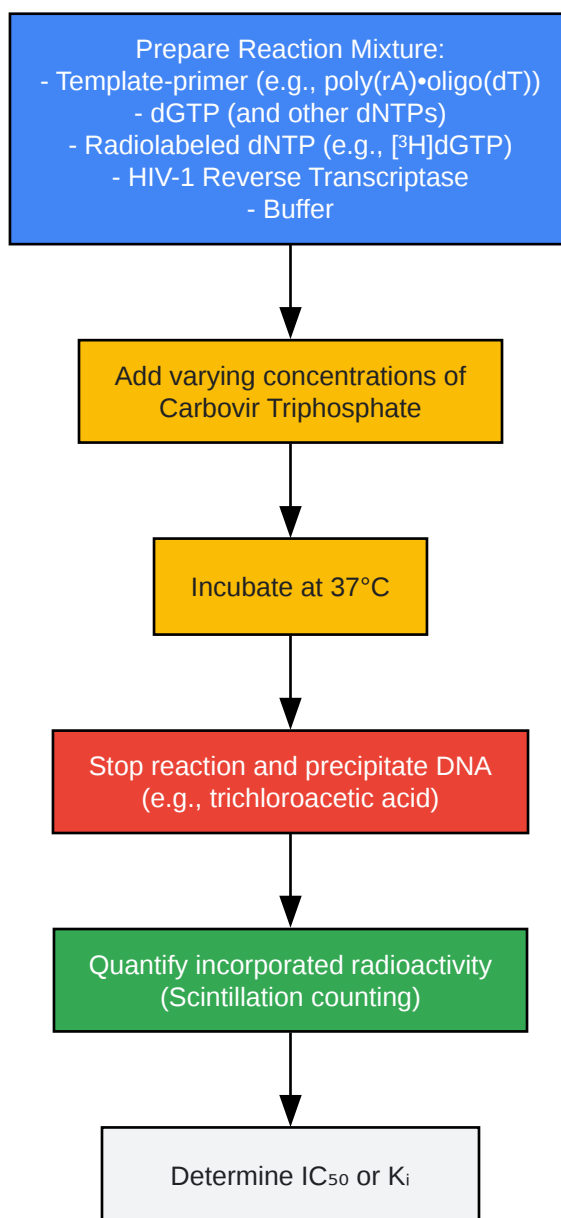 Prepare Reaction Mixture:
- Template-primer (e.g., poly(rA)•oligo(dT))
- dGTP (and other dNTPs)
- Radiolabeled dNTP (e.g., [³H]dGTP)
- HIV-1 Reverse Transcriptase
- Buffer
Add varying concentrations of
Carbovir Triphosphate
Incubate at 37°C
Stop reaction and precipitate DNA
(e.g., trichloroacetic acid)
Quantify incorporated radioactivity
(Scintillation counting)
Determine IC₅₀ or Kᵢ